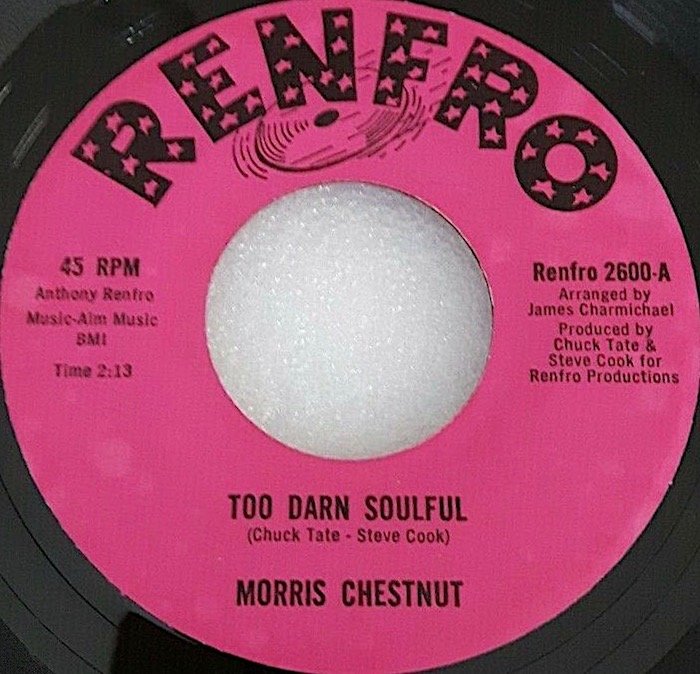 RENFRO
45 RPM
Anthony Renfro
Music-Aim Music
BMI
Time 2:13
Renfro 2600-A
Arranged by
James Charmichael
Produced by
Chuck Tate &
Steve Cook for
Renfro Productions
TOO DARN SOULFUL
(Chuck Tate - Steve Cook)
MORRIS CHESTNUT